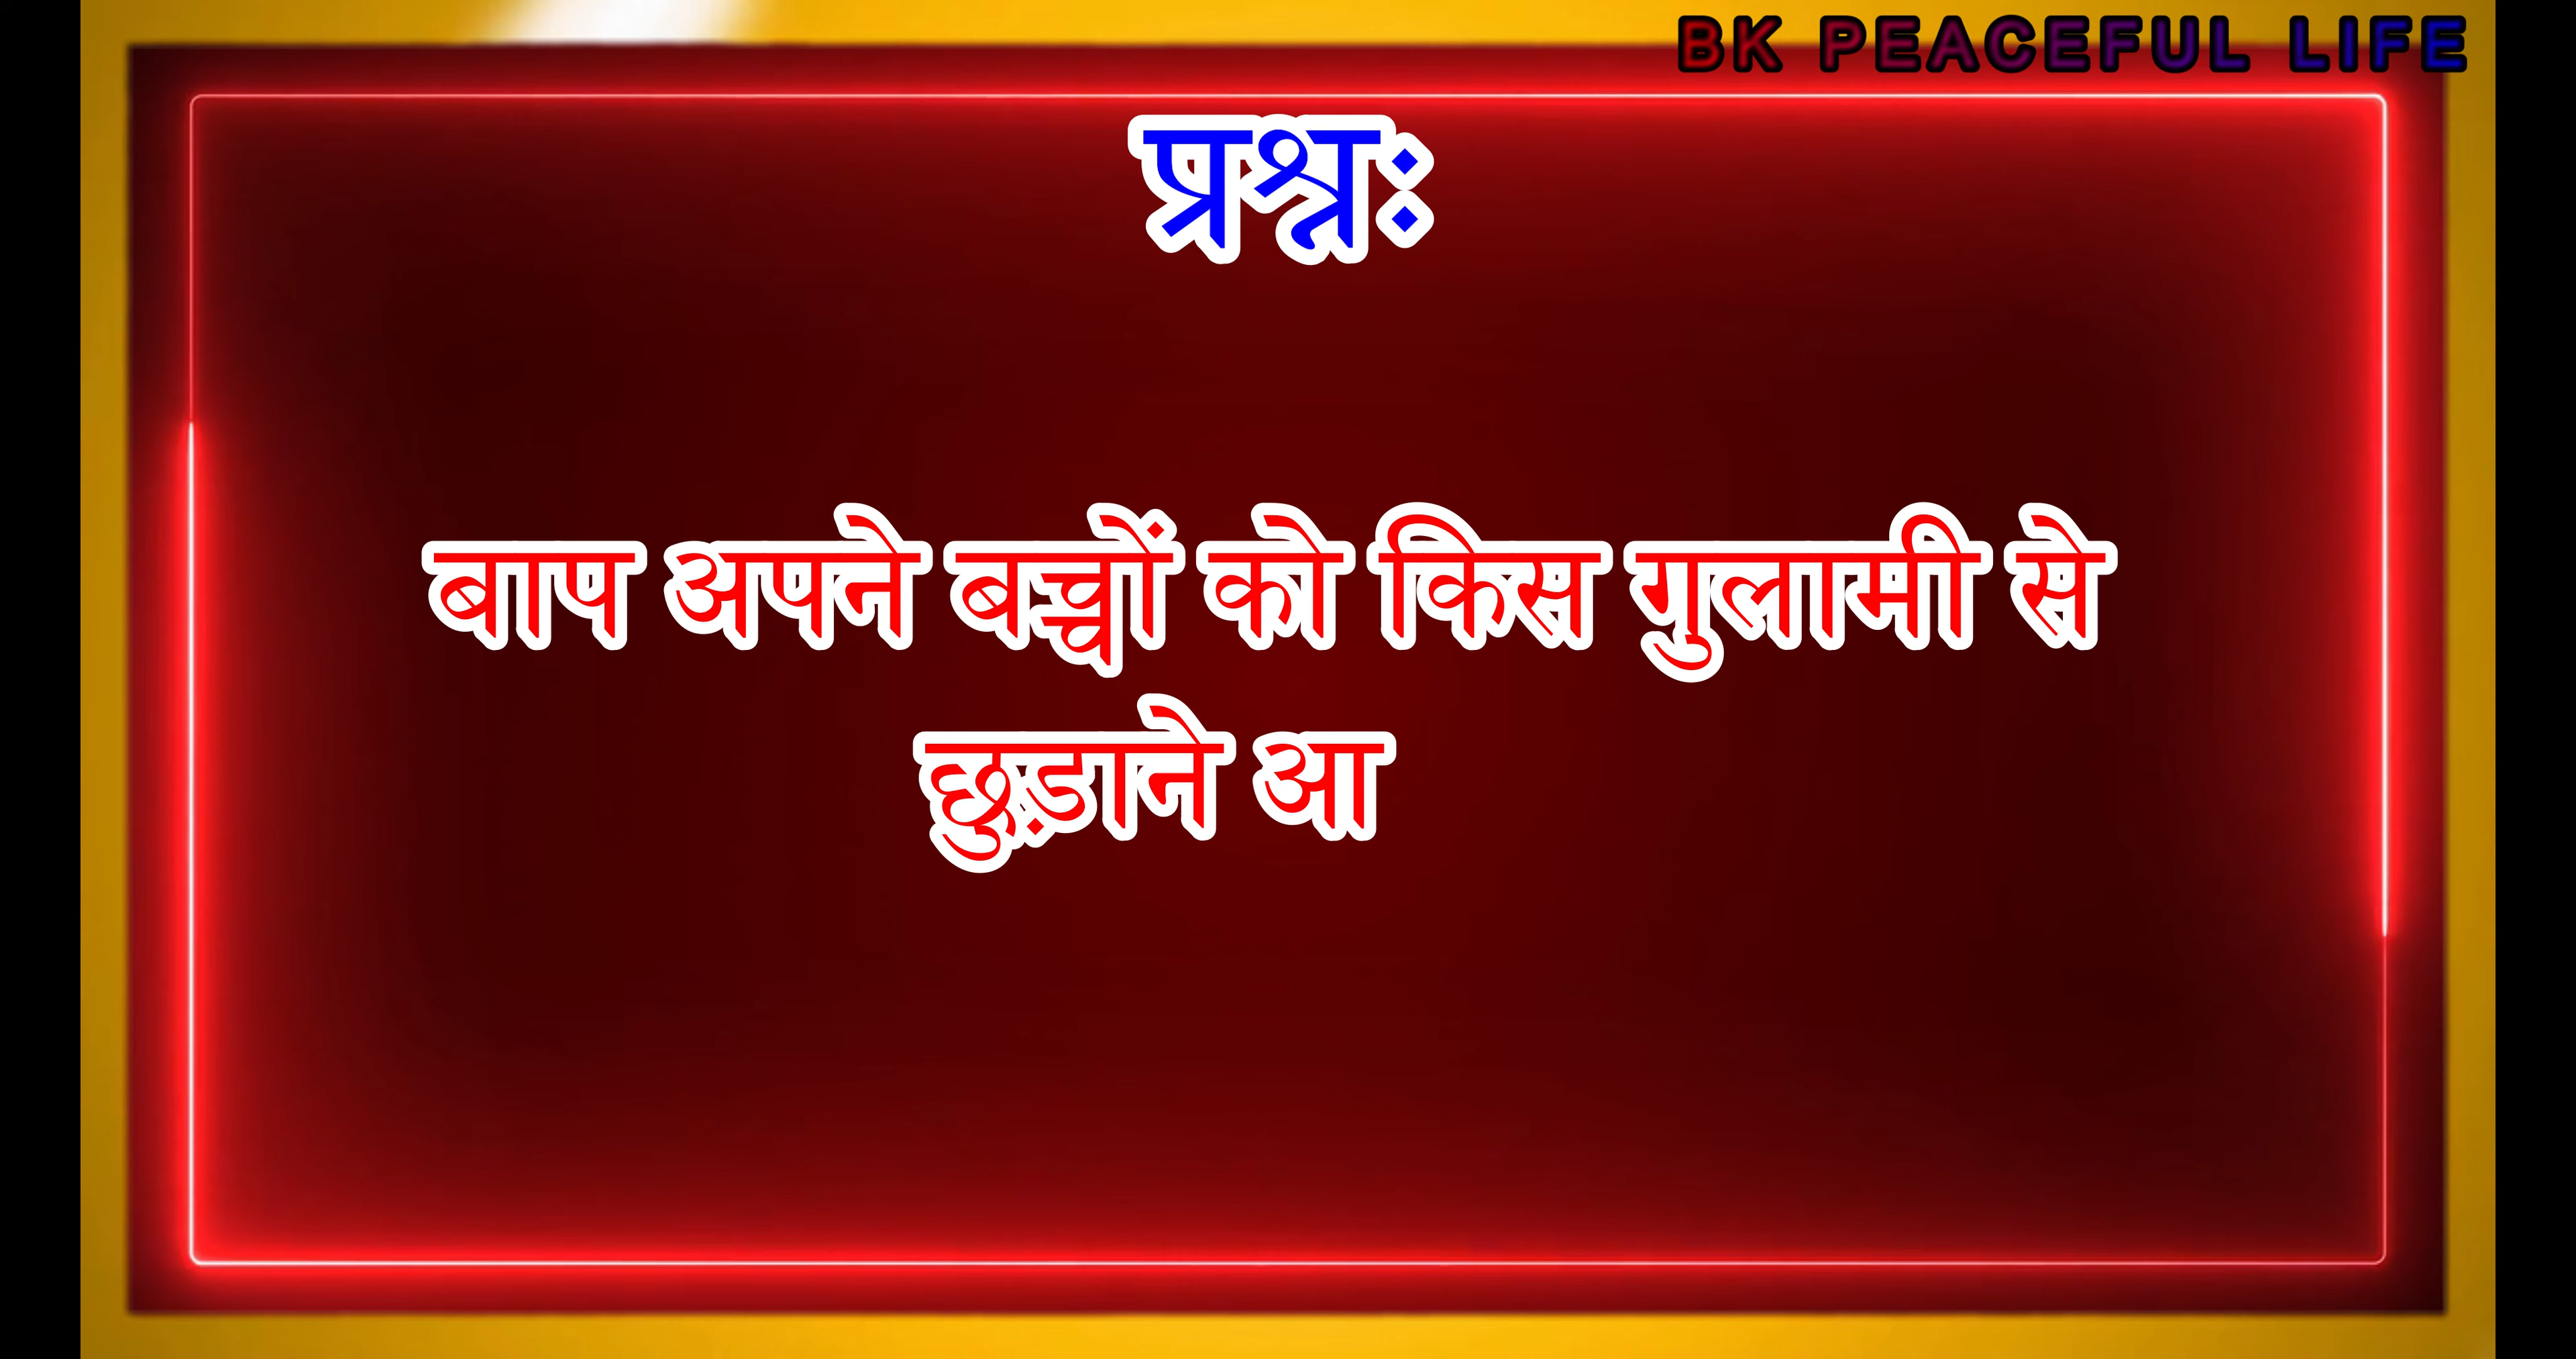 BK PEACEFUL LIFE
प्रश्नः
बाप अपने बच्चों को किस गुलामी से
छुड़ाने आ